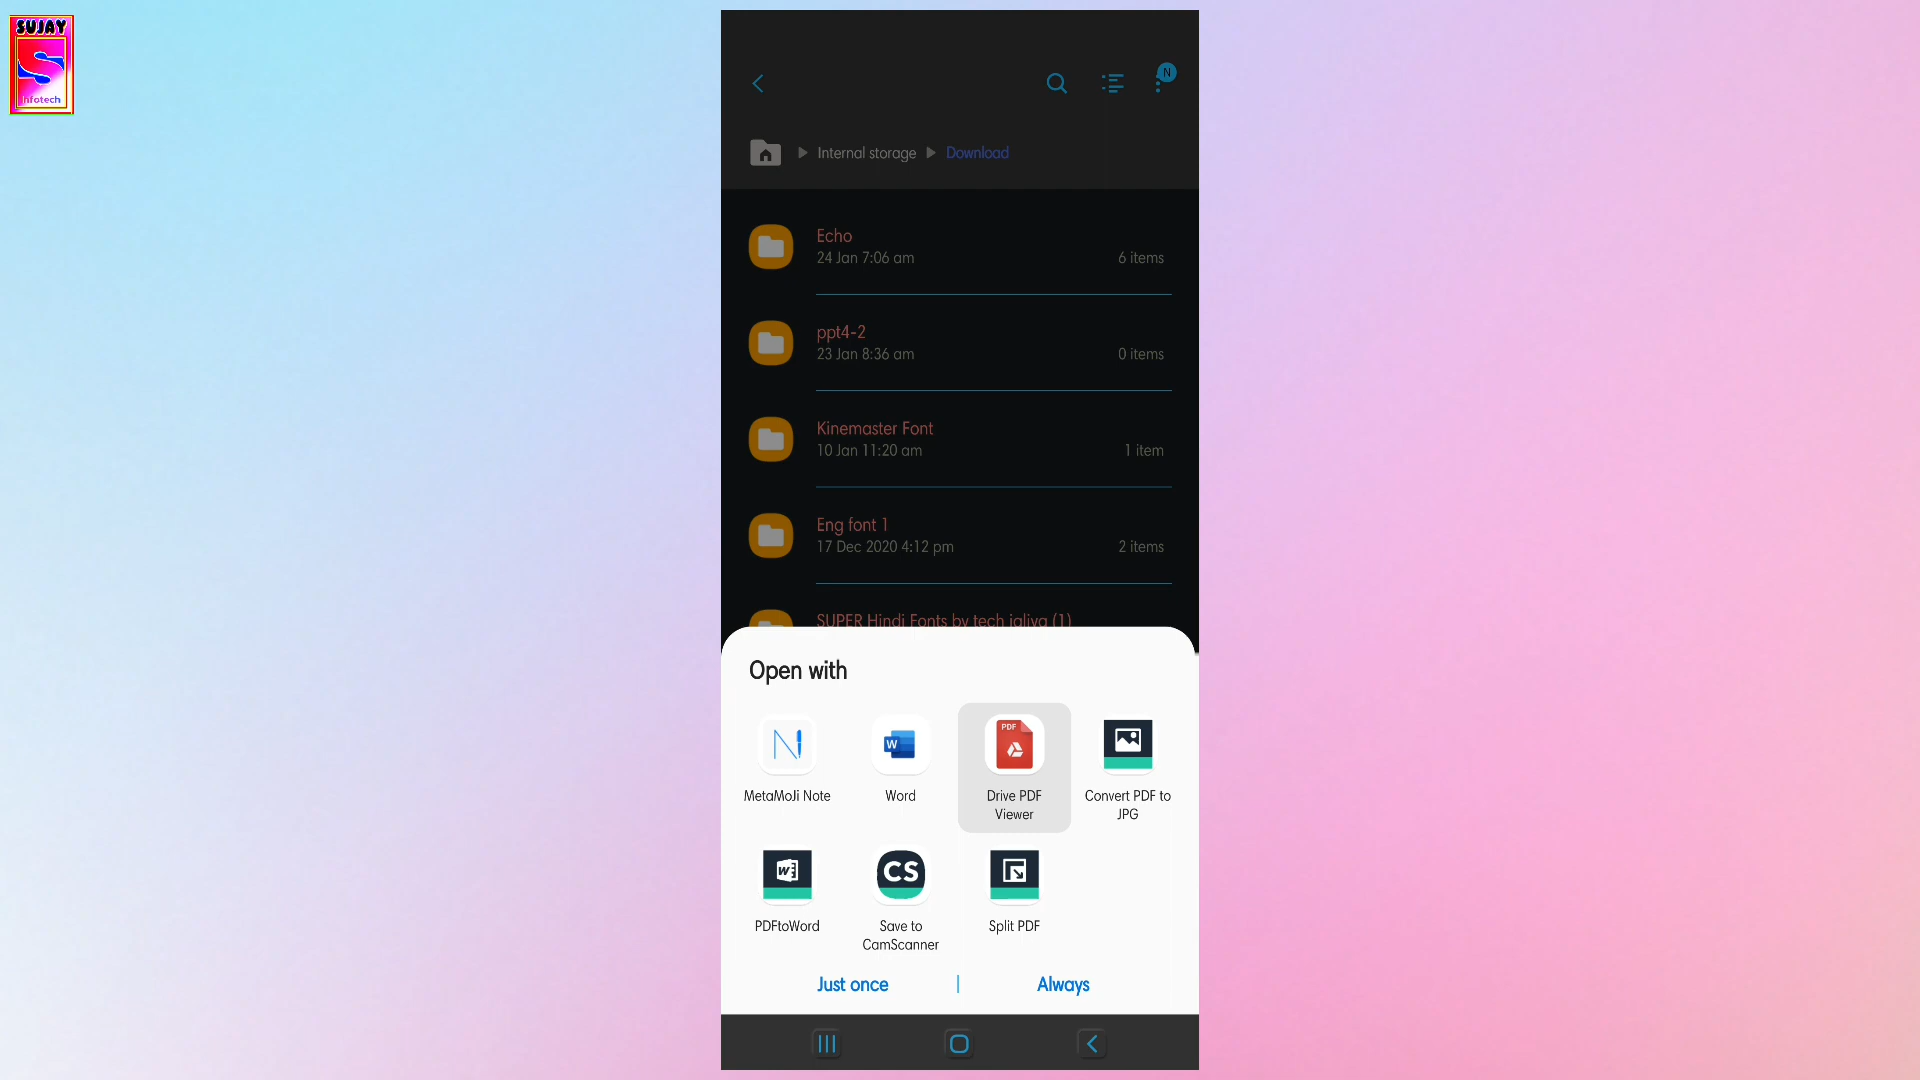 SUJAY
S
infotech
N
Internal storage
Download
Echo
24 Jan 7:06 am
6 items
ppt4-2
23 Jan 8:36 am
0 items
Kinemaster Font
10 Jan 11:20 am
1 item
Eng font 1
17 Dec 2020 4:12 pm
2 items
SUPER Hindi Fonts by tech jaliya (1)
Open with
MetaMoJi Note
W
Word
PDF
Drive PDF
Viewer
Convert PDF to
JPG
W
PDFtoWord
CS
Save to
CamScanner
Split PDF
Just once
Always